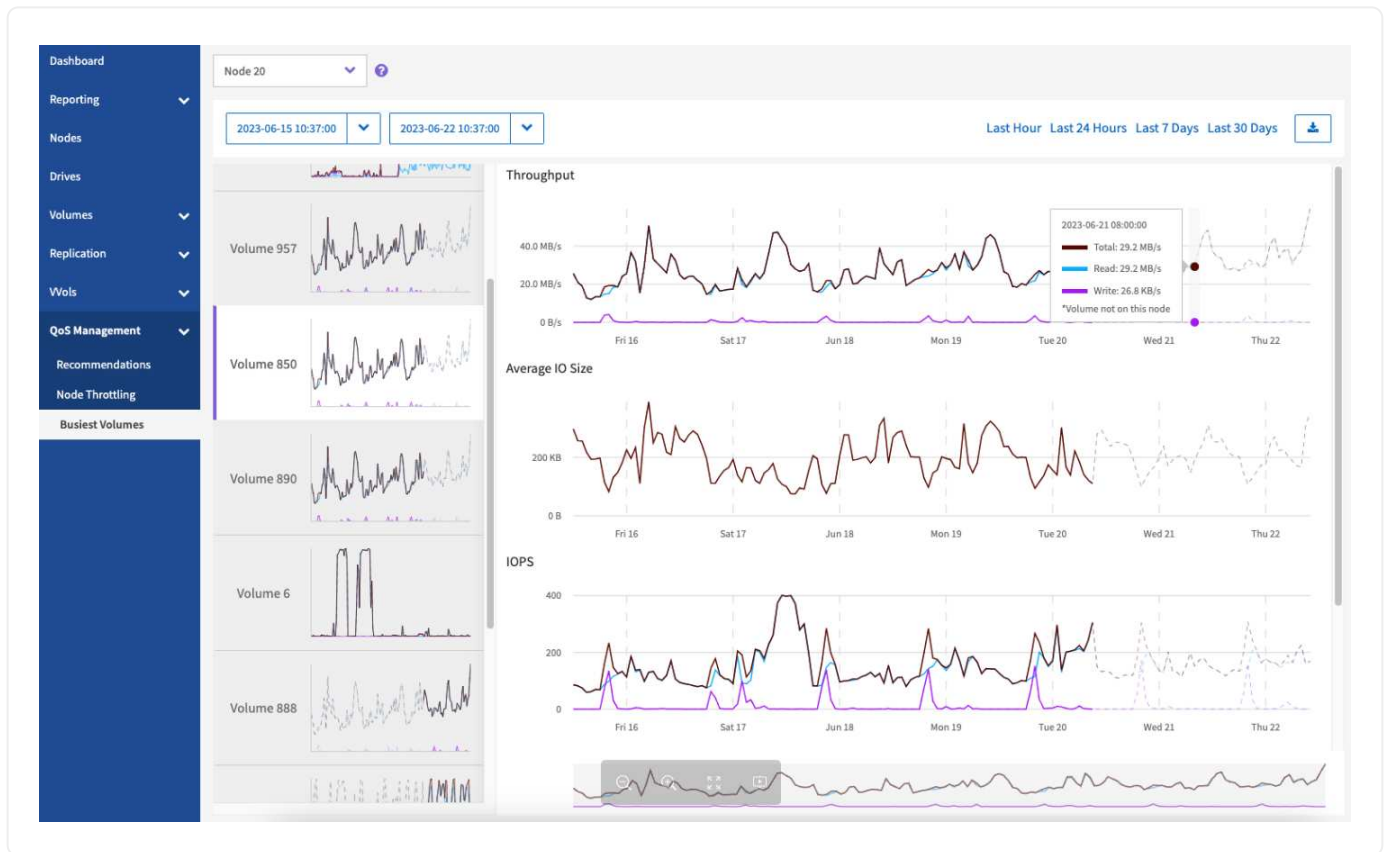 Dashboard
Reporting
Nodes
Drives
Volumes
Replication
VVols
QoS Management
Recommendations
Node Throttling
Busiest Volumes
Node 20
?
2023-06-15 10:37:00
2023-06-22 10:37:00
Last Hour Last 24 Hours Last 7 Days Last 30 Days
Volume 957
Volume 850
Volume 890
Volume 6
Volume 888
Throughput
40.0 MB/s
20.0 MB/s
0 B/s
2023-06-21 08:00:00
Total: 29.2 MB/s
Read: 29.2 MB/s
Write: 26.8 KB/s
*Volume not on this node
Fri 16 Sat 17 Jun 18 Mon 19 Tue 20 Wed 21 Thu 22
Average IO Size
200 KB
0 B
Fri 16 Sat 17 Jun 18 Mon 19 Tue 20 Wed 21 Thu 22
IOPS
400
200
0
Fri 16 Sat 17 Jun 18 Mon 19 Tue 20 Wed 21 Thu 22